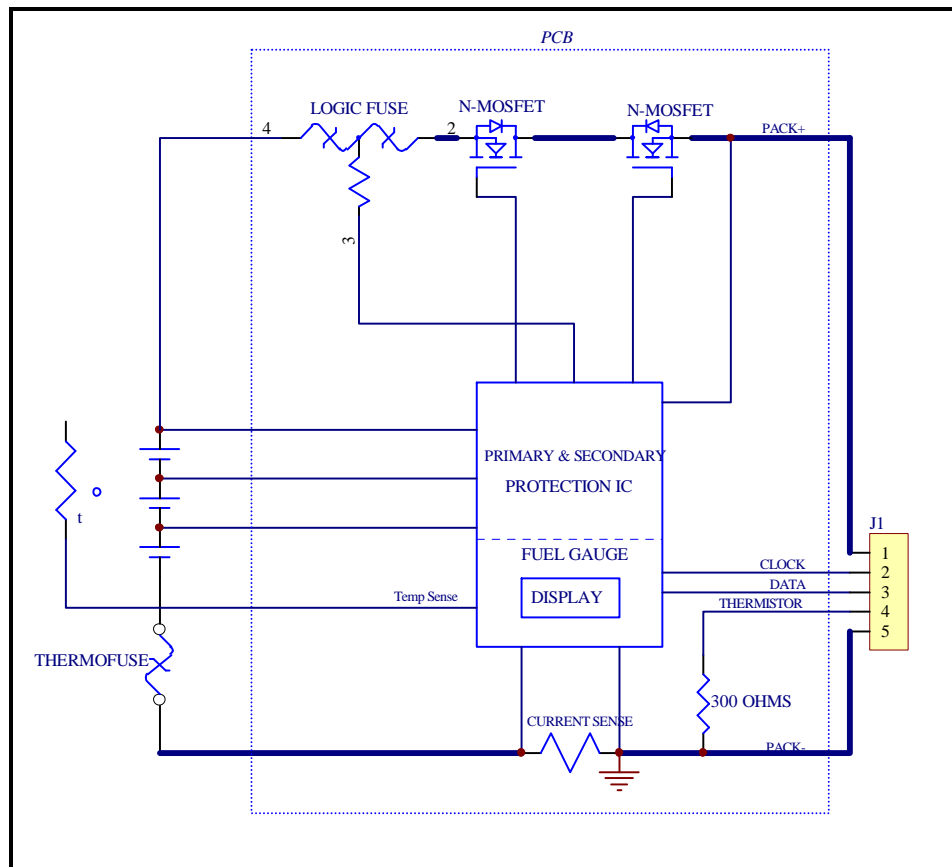 PCB
LOGIC FUSE
N-MOSFET
N-MOSFET
4
2
PACK+
3
PRIMARY & SECONDARY
PROTECTION IC
FUEL GAUGE
DISPLAY
t
o
Temp Sense
THERMOFUSE
J1
1
CLOCK
2
DATA
3
THERMISTOR
4
5
300 OHMS
CURRENT SENSE
PACK-